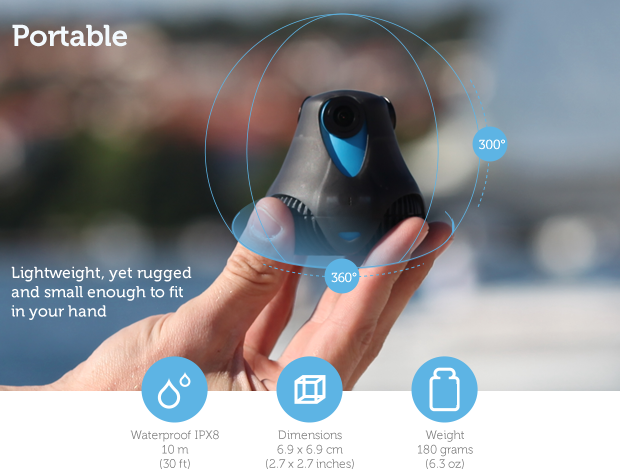 Portable
300°
360°
Lightweight, yet rugged
and small enough to fit
in your hand
Waterproof IPX8
10 m
(30 ft)
Dimensions
6.9 x 6.9 cm
(2.7 x 2.7 inches)
Weight
180 grams
(6.3 oz)